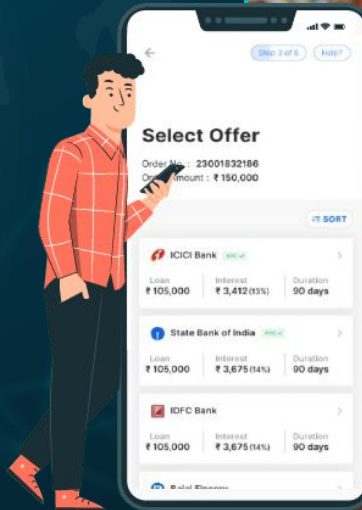 Step 3 of 6 Help?
Select Offer
Order No. : 23001832186
Order Amount : ₹ 150,000
SORT
ICICI Bank
Loan Interest Duration
₹ 105,000 ₹ 3,412 (13%) 90 days
State Bank of India
Loan Interest Duration
₹ 105,000 ₹ 3,675 (14%) 90 days
IDFC Bank
Loan Interest Duration
₹ 105,000 ₹ 3,675 (14%) 90 days